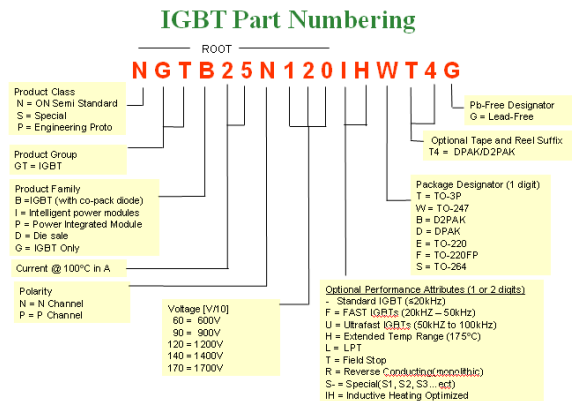 IGBT Part Numbering
ROOT
NGTB25N120IHWT4G
Product Class
N = ON Semi Standard
S = Special
P = Engineering Proto
Product Group
GT = IGBT
Product Family
B =IGBT (with co-pack diode)
I = Intelligent power modules
P = Power Integrated Module
D = Die sale
G = IGBT Only
Current @ 100°C in A
Polarity
N = N Channel
P = P Channel
Voltage [V/10]
60 = 600V
90 = 900V
120 = 1200V
140 = 1400V
170 = 1700V
Pb-Free Designator
G = Lead-Free
Optional Tape and Reel Suffix
T4 = DPAK/D2PAK
Package Designator (1 digit)
T = TO-3P
W = TO-247
B = D2PAK
D = DPAK
E = TO-220
F = TO-220FP
S = TO-264
Optional Performance Attributes (1 or 2 digits)
- Standard IGBT (≤20kHz)
F = FAST IGBTs (20kHZ – 50kHz)
U = Ultrafast IGBTs (50kHZ to 100kHz)
H = Extended Temp Range (175°C)
L = LPT
T = Field Stop
R = Reverse Conducting(monolithic)
S- = Special(S1, S2, S3... ect)
IH = Inductive Heating Optimized